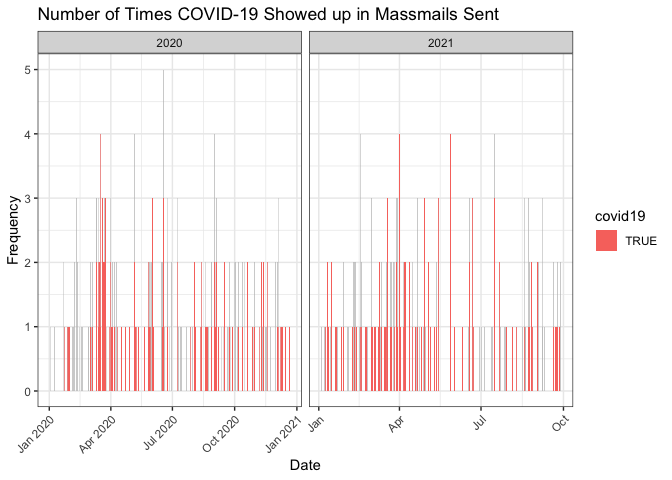 Number of Times COVID-19 Showed up in Massmails Sent
2020
2021
5
4
3
2
1
0
Frequency
Jan 2020
Apr 2020
Jul 2020
Oct 2020
Jan 2021
Jan
Apr
Jul
Oct
Date
covid19
TRUE